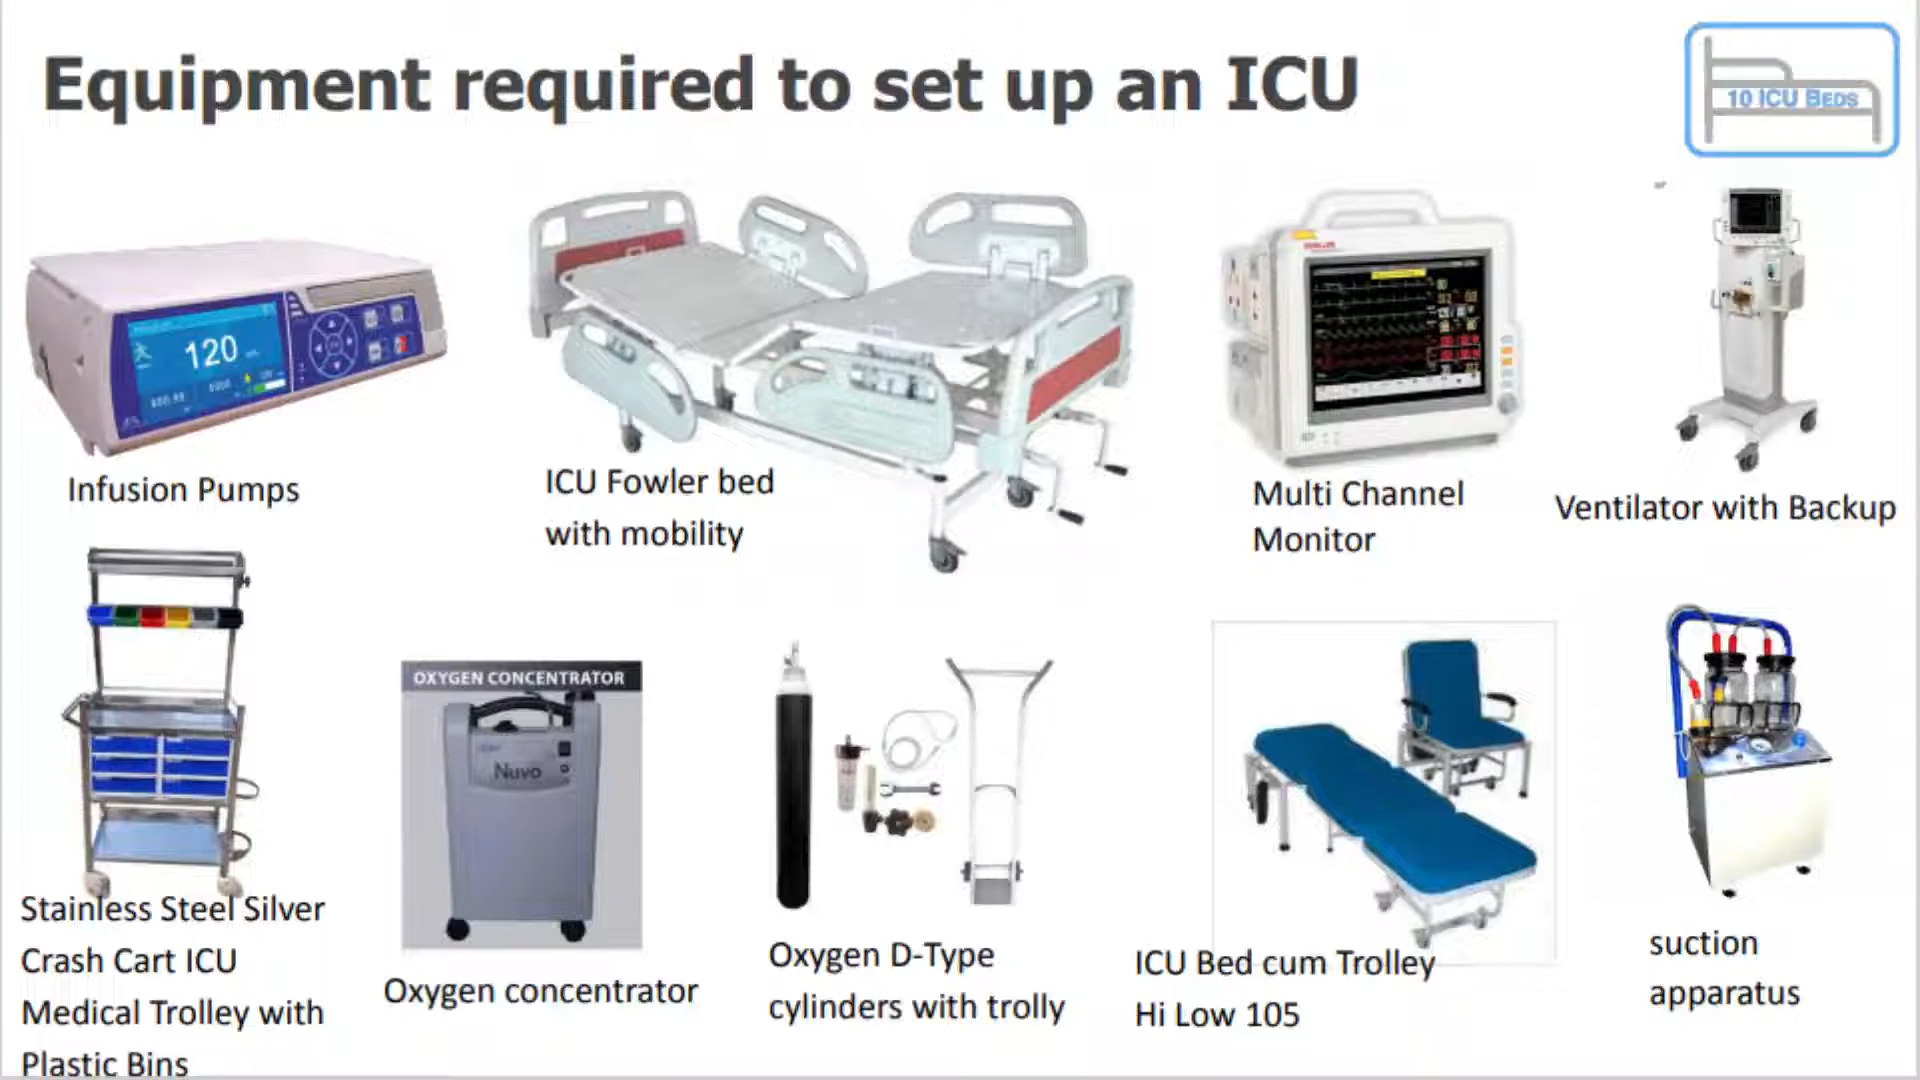 Equipment required to set up an ICU
10 ICU BEDS
120
Infusion Pumps
ICU Fowler bed
with mobility
Multi Channel
Monitor
Ventilator with Backup
OXYGEN CONCENTRATOR
Nuvo
Stainless Steel Silver
Crash Cart ICU
Medical Trolley with
Plastic Bins
Oxygen concentrator
Oxygen D-Type
cylinders with trolly
ICU Bed cum Trolley
Hi Low 105
suction
apparatus